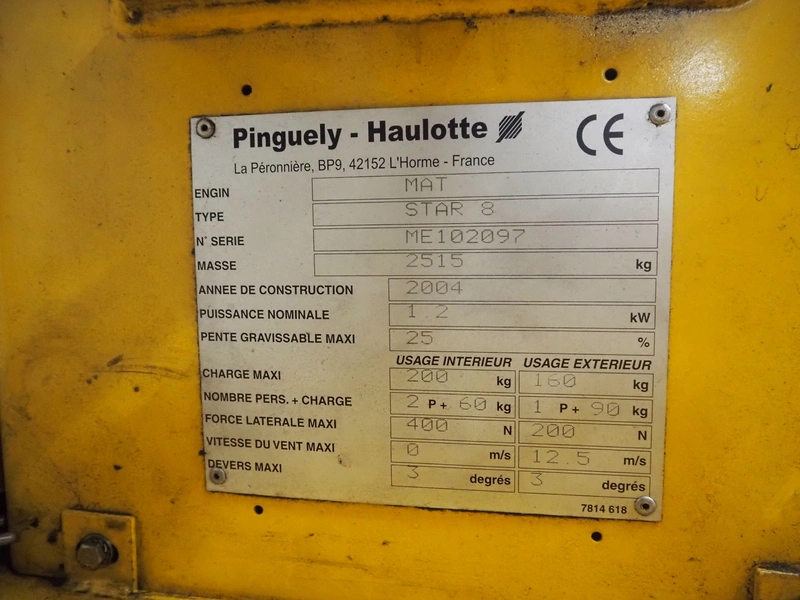 Pinguely - Haulotte CE
La Péronnière, BP9, 42152 L'Horme - France
ENGIN MAT
TYPE STAR 8
N° SERIE ME102097
MASSE 2515 kg
ANNEE DE CONSTRUCTION 2004
PUISSANCE NOMINALE 1.2 kW
PENTE GRAVISSABLE MAXI 25 %
USAGE INTERIEUR USAGE EXTERIEUR
CHARGE MAXI 200 kg 160 kg
NOMBRE PERS. + CHARGE 2 P + 60 kg 1 P + 90 kg
FORCE LATERALE MAXI 400 N 200 N
VITESSE DU VENT MAXI 0 m/s 12.5 m/s
DEVERS MAXI 3 degrés 3 degrés
7814 618